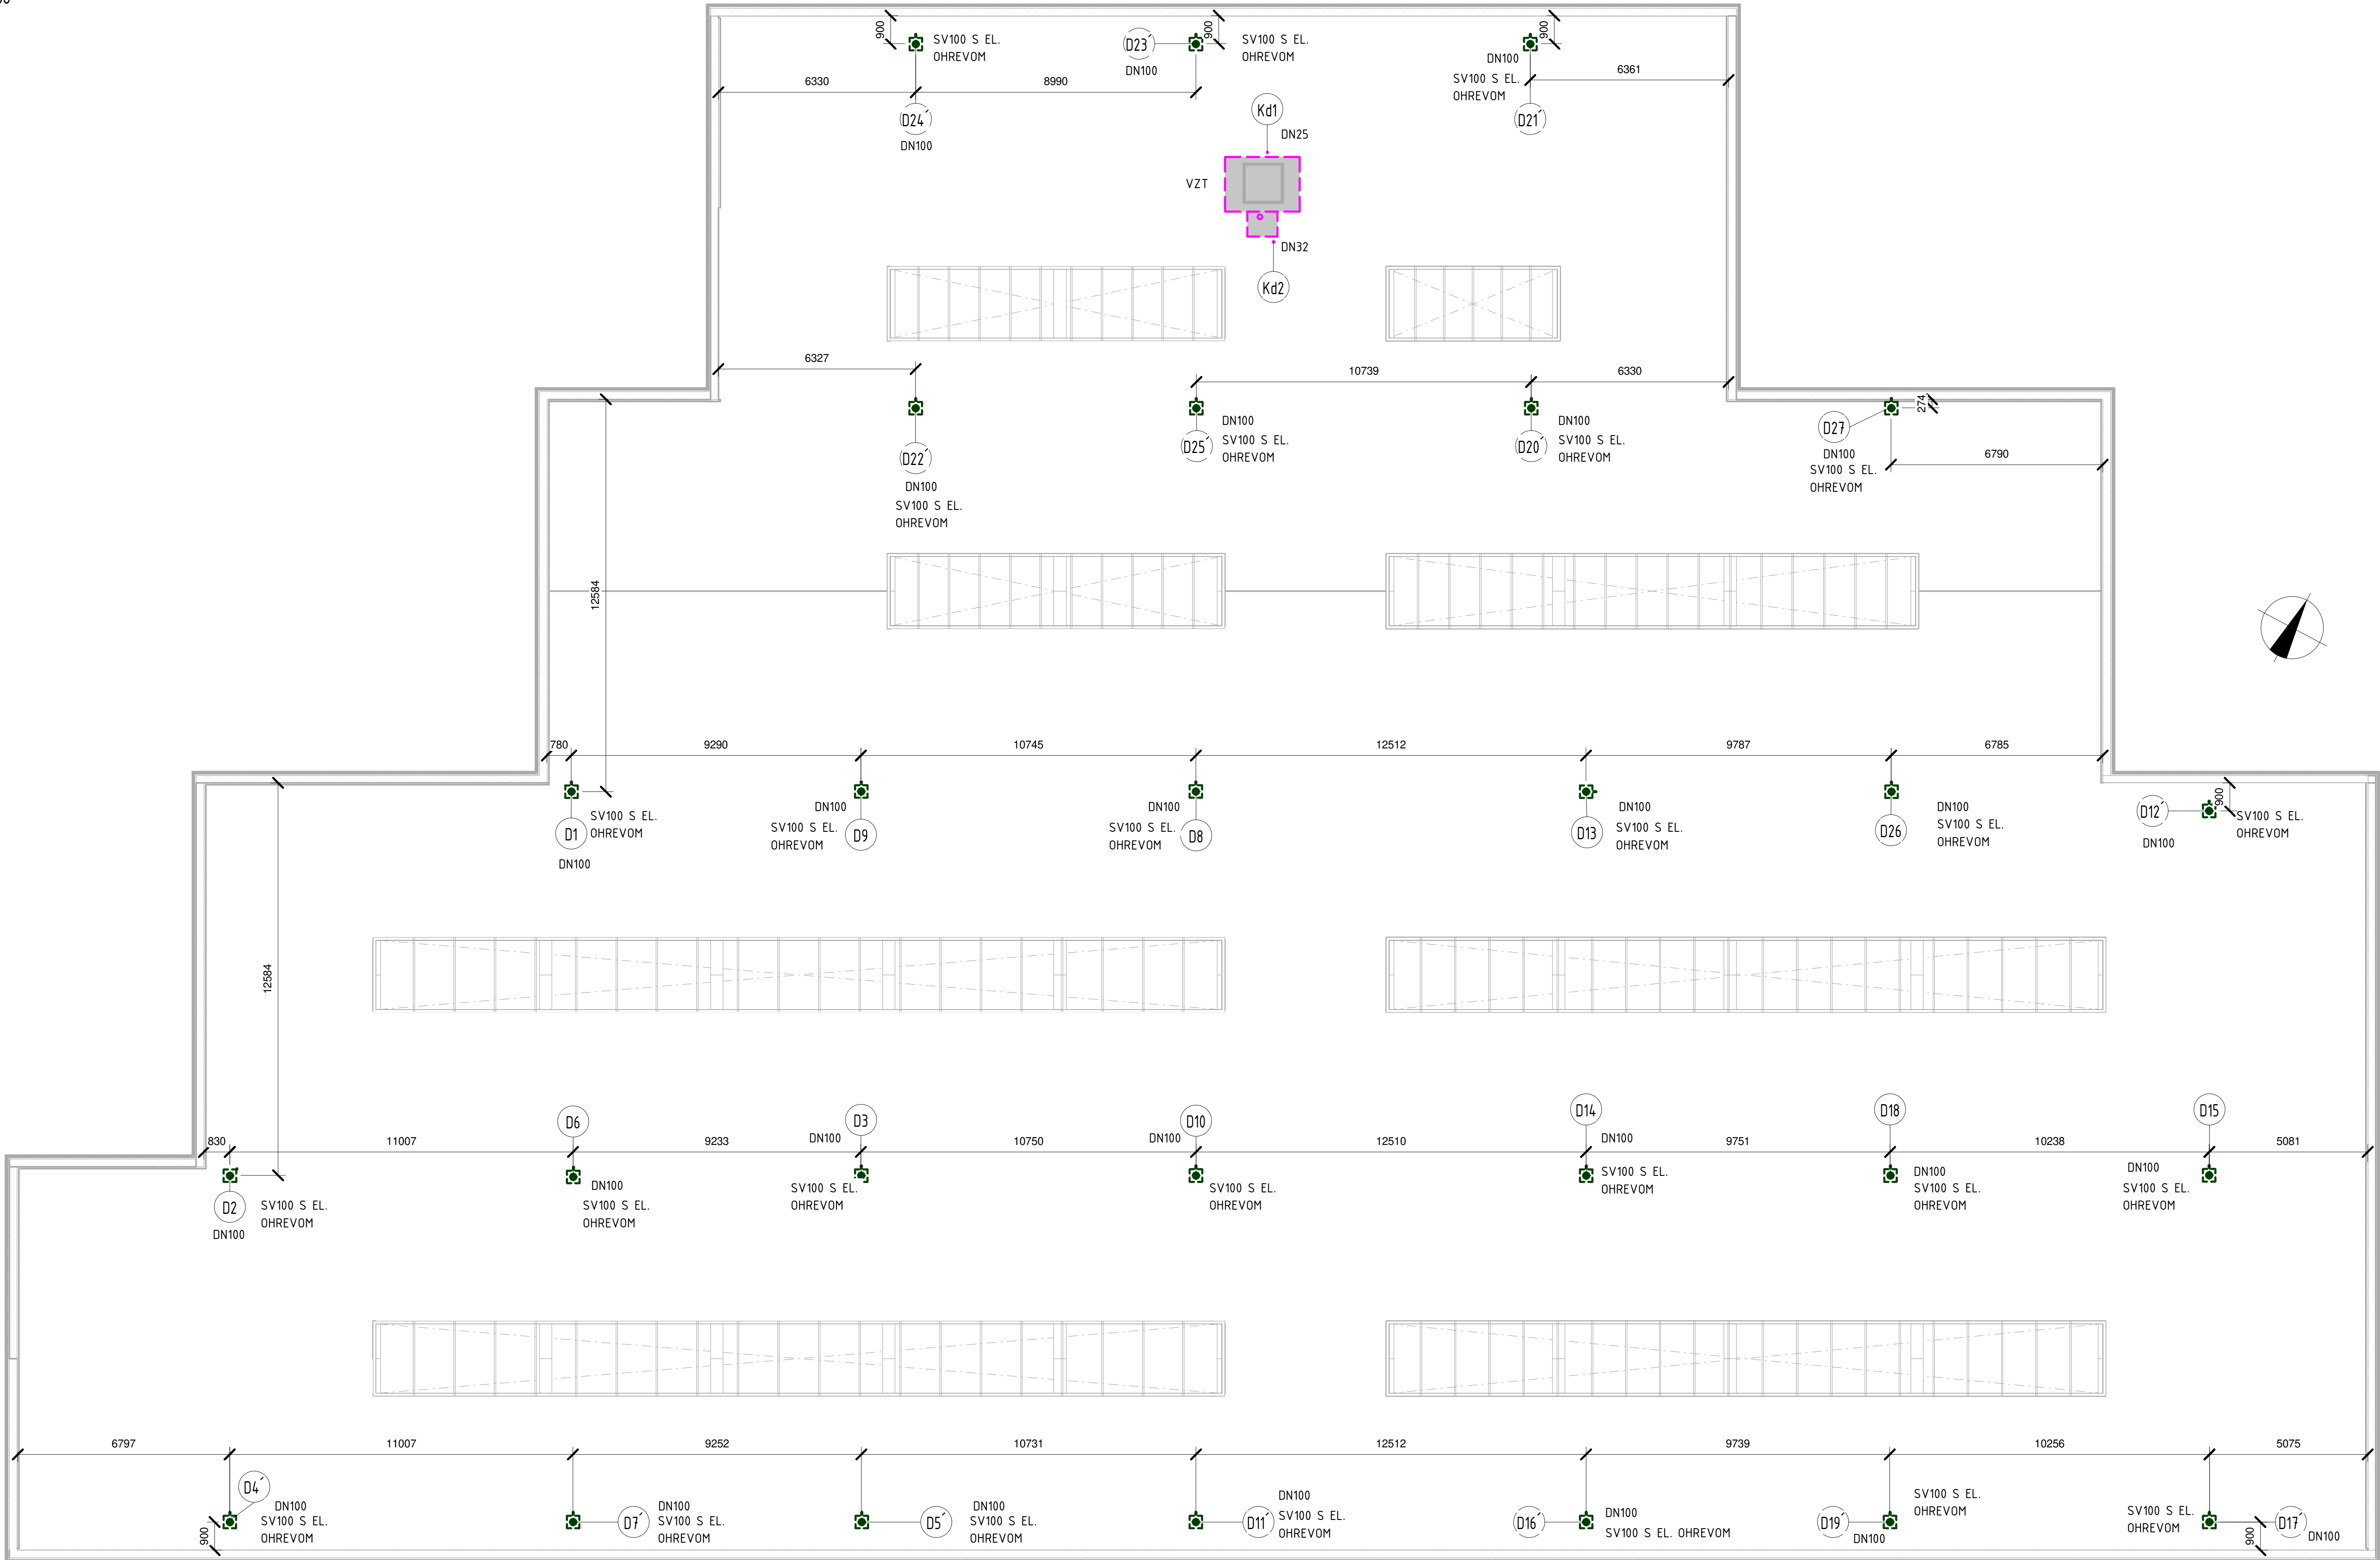 900
SV100 S EL.
OHREVOM
6330
8990
D24´
DN100
D23´
DN100
900
SV100 S EL.
OHREVOM
900
DN100
SV100 S EL.
OHREVOM
6361
D21´
Kd1
DN25
VZT
DN32
Kd2
6327
10739
6330
D22´
DN100
SV100 S EL.
OHREVOM
D25´
DN100
SV100 S EL.
OHREVOM
D20´
DN100
SV100 S EL.
OHREVOM
D27
DN100
SV100 S EL.
OHREVOM
274
6790
12584
780
9290
10745
12512
9787
6785
D1
SV100 S EL.
OHREVOM
DN100
DN100
SV100 S EL.
OHREVOM
D9
DN100
SV100 S EL.
OHREVOM
D8
D13
DN100
SV100 S EL.
OHREVOM
D26
DN100
SV100 S EL.
OHREVOM
D12´
DN100
900
SV100 S EL.
OHREVOM
12584
830
11007
9233
10750
12510
9751
10238
5081
D2
DN100
SV100 S EL.
OHREVOM
D6
DN100
SV100 S EL.
OHREVOM
D3
DN100
SV100 S EL.
OHREVOM
D10
DN100
SV100 S EL.
OHREVOM
D14
DN100
SV100 S EL.
OHREVOM
D18
DN100
SV100 S EL.
OHREVOM
D15
DN100
SV100 S EL.
OHREVOM
6797
11007
9252
10731
12512
9739
10256
5075
D4´
DN100
SV100 S EL.
OHREVOM
900
D7´
DN100
SV100 S EL.
OHREVOM
D5´
DN100
SV100 S EL.
OHREVOM
D11´
DN100
SV100 S EL.
OHREVOM
D16´
DN100
SV100 S EL. OHREVOM
D19´
DN100
SV100 S EL.
OHREVOM
SV100 S EL.
OHREVOM
D17´
DN100
900